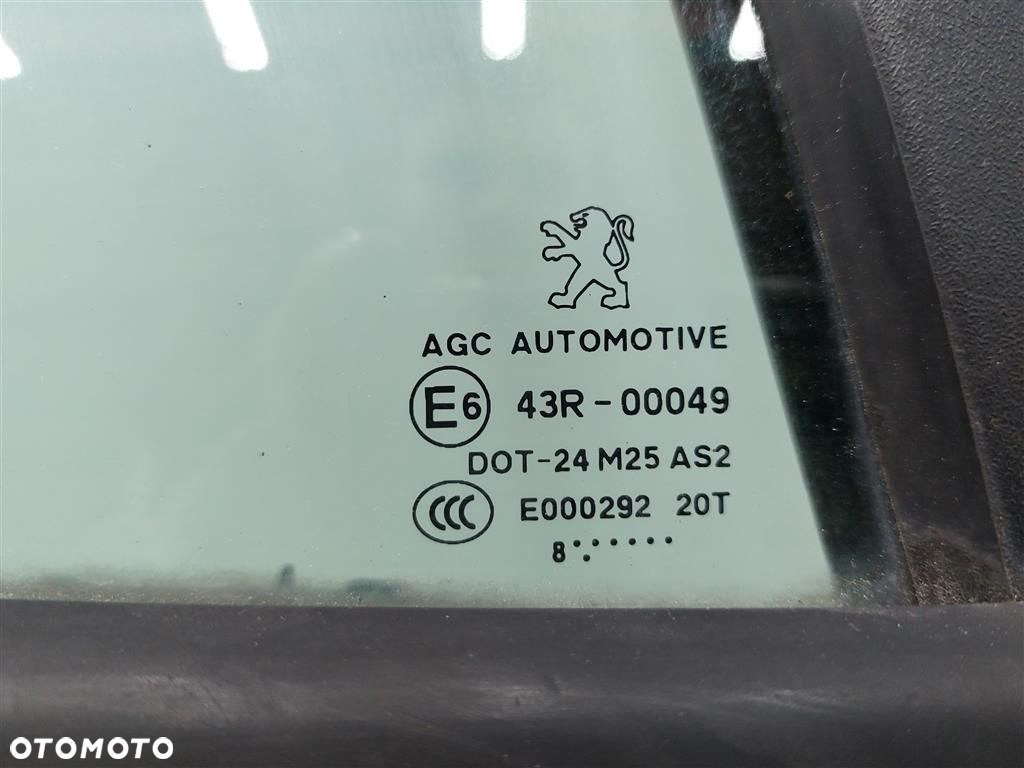 AGC AUTOMOTIVE
E6 43R-00049
DOT-24 M25 AS2
CCC E000292 20T
8
OTOMOTO